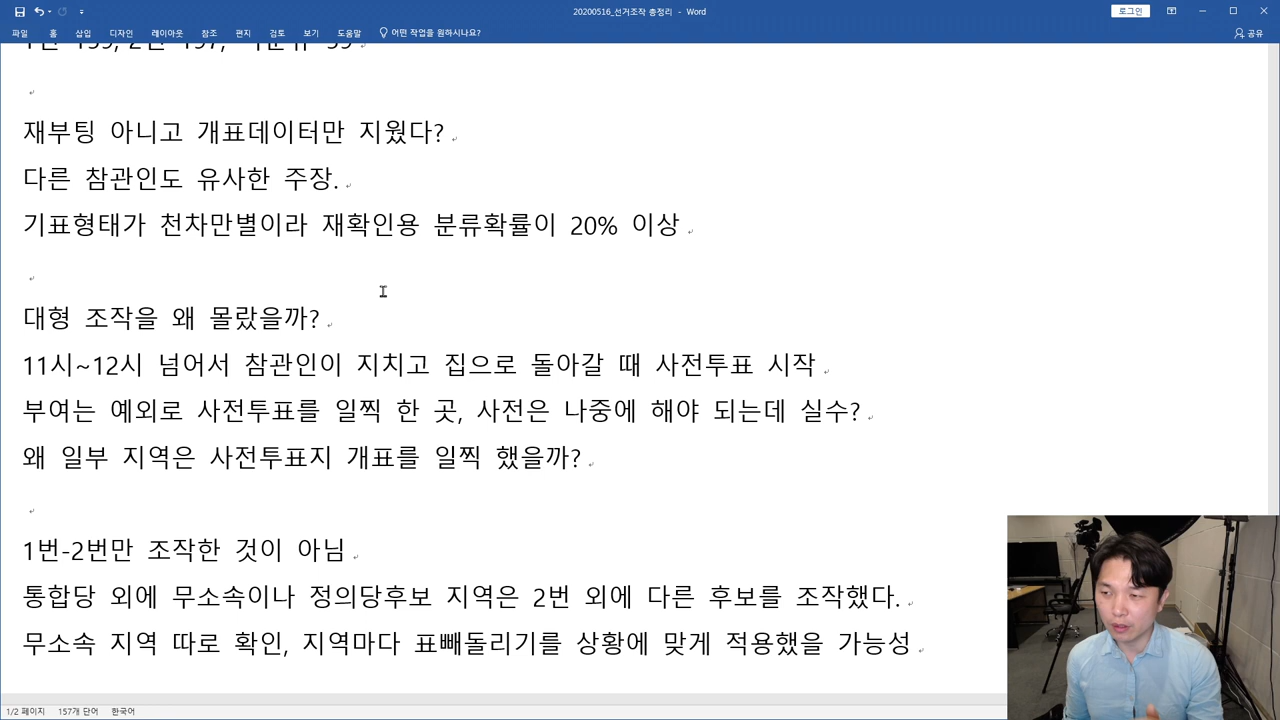 20200516_선거조작 총정리 - Word
로그인
파일 홈 삽입 디자인 레이아웃 참조 편지 검토 보기 도움말 어떤 작업을 원하시나요? 공유
재부팅 아니고 개표데이터만 지웠다?
다른 참관인도 유사한 주장.
기표형태가 천차만별이라 재확인용 분류확률이 20% 이상
대형 조작을 왜 몰랐을까?
11시~12시 넘어서 참관인이 지치고 집으로 돌아갈 때 사전투표 시작
부여는 예외로 사전투표를 일찍 한 곳, 사전은 나중에 해야 되는데 실수?
왜 일부 지역은 사전투표지 개표를 일찍 했을까?
1번-2번만 조작한 것이 아님
통합당 외에 무소속이나 정의당후보 지역은 2번 외에 다른 후보를 조작했다.
무소속 지역 따로 확인, 지역마다 표빼돌리기를 상황에 맞게 적용했을 가능성
1/2 페이지 157개 단어 한국어